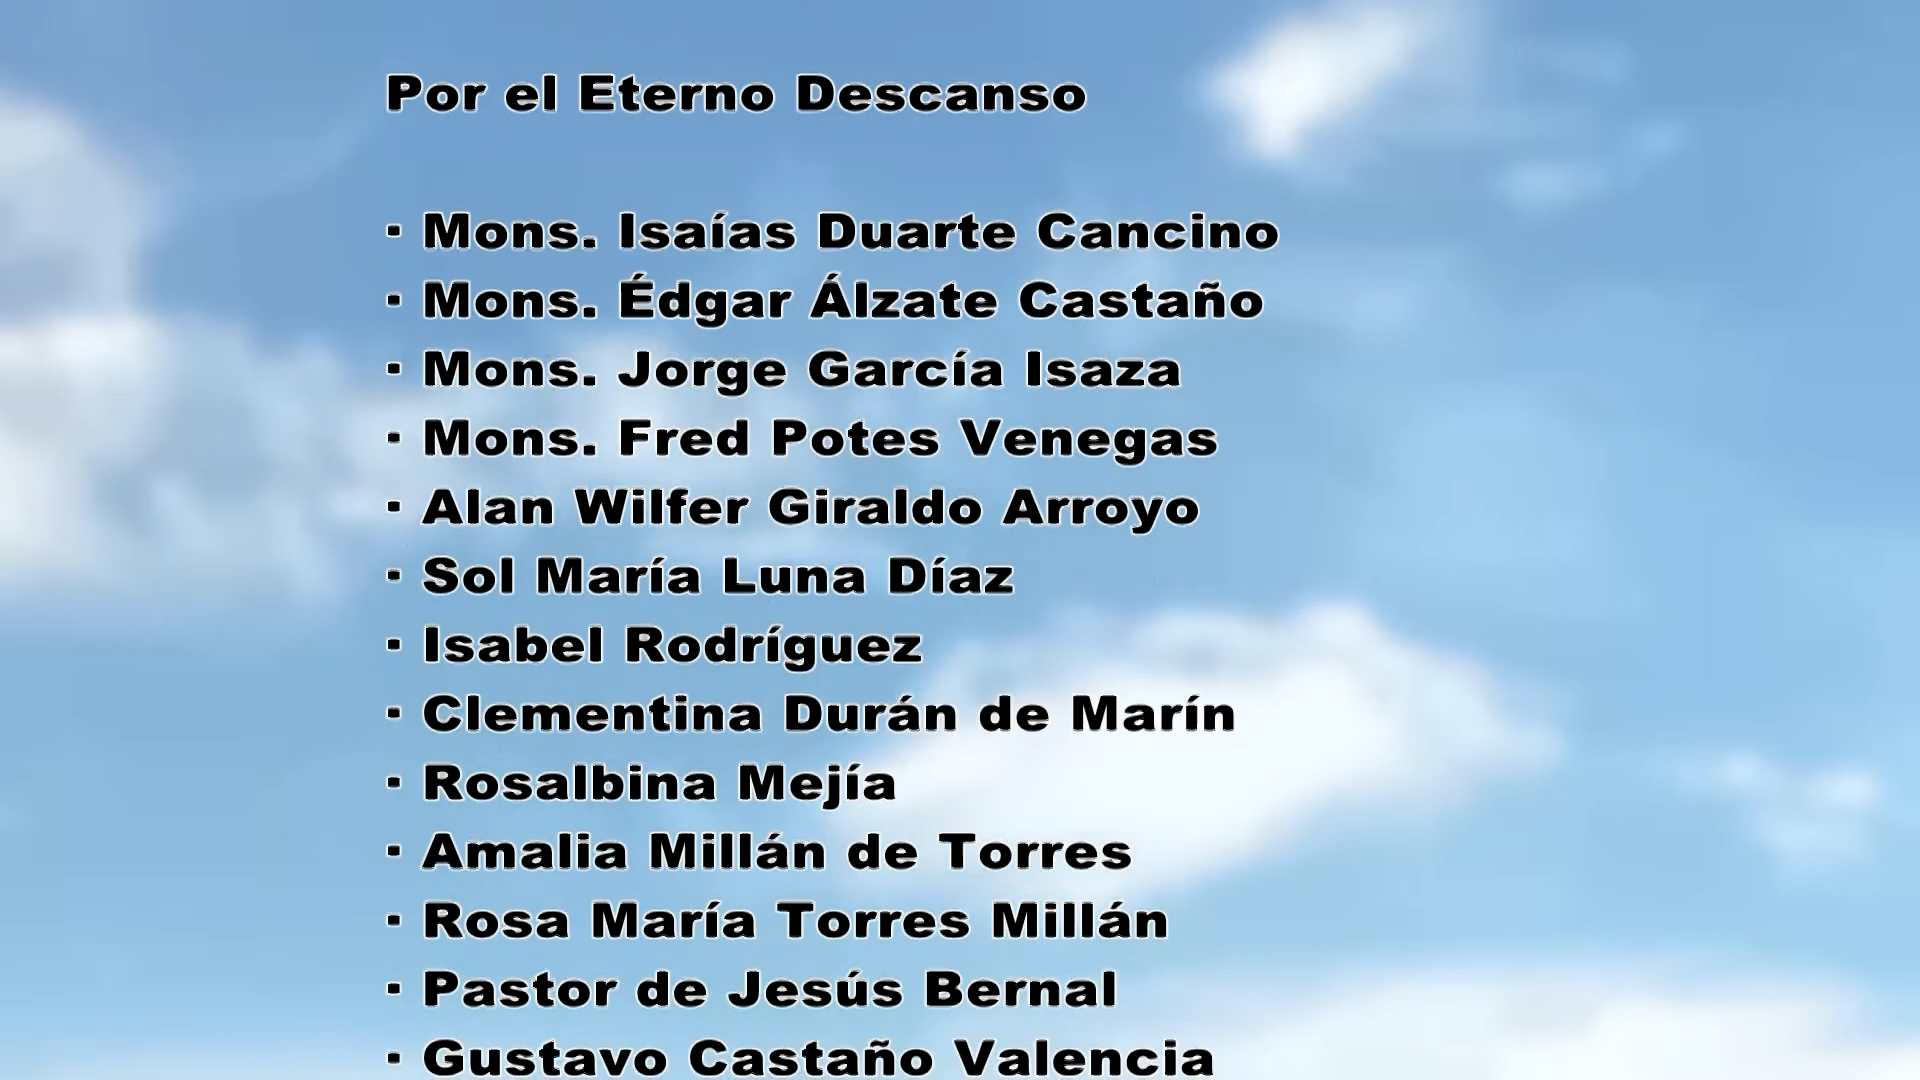 Por el Eterno Descanso
· Mons. Isaías Duarte Cancino
· Mons. Édgar Álzate Castaño
· Mons. Jorge García Isaza
· Mons. Fred Potes Venegas
· Alan Wilfer Giraldo Arroyo
· Sol María Luna Díaz
· Isabel Rodríguez
· Clementina Durán de Marín
· Rosalbina Mejía
· Amalia Millán de Torres
· Rosa María Torres Millán
· Pastor de Jesús Bernal
· Gustavo Castaño Valencia